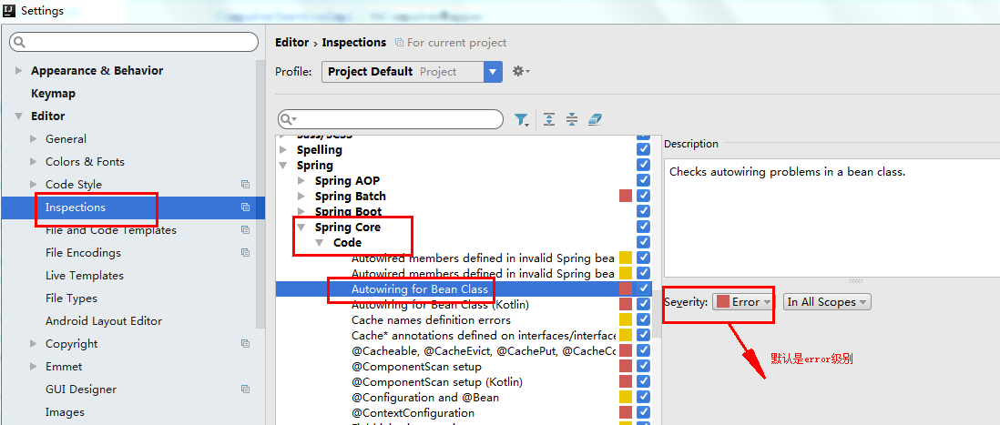 Settings
Appearance & Behavior
Keymap
Editor
General
Colors & Fonts
Code Style
Inspections
File and Code Templates
File Encodings
Live Templates
File Types
Android Layout Editor
Copyright
Emmet
GUI Designer
Images
Editor › Inspections For current project
Profile: Project Default Project
Sass/SCSS
Spelling
Spring
Spring AOP
Spring Batch
Spring Boot
Spring Core
Code
Autowired members defined in invalid Spring bea
Autowired members defined in invalid Spring bea
Autowiring for Bean Class
Autowiring for Bean Class (Kotlin)
Cache names definition errors
Cache* annotations defined on interfaces/interface
@Cacheable, @CacheEvict, @CachePut, @CacheCo
@ComponentScan setup
@ComponentScan setup (Kotlin)
@Configuration and @Bean
@ContextConfiguration
Description
Checks autowiring problems in a bean class.
Severity: Error In All Scopes
默认是error级别